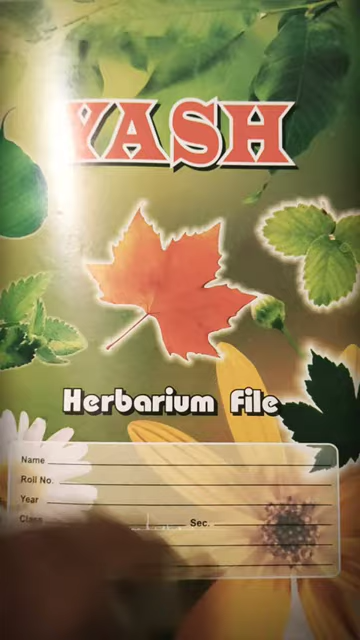 YASH
Herbarium File
Name
Roll No.
Year
Class Sec.